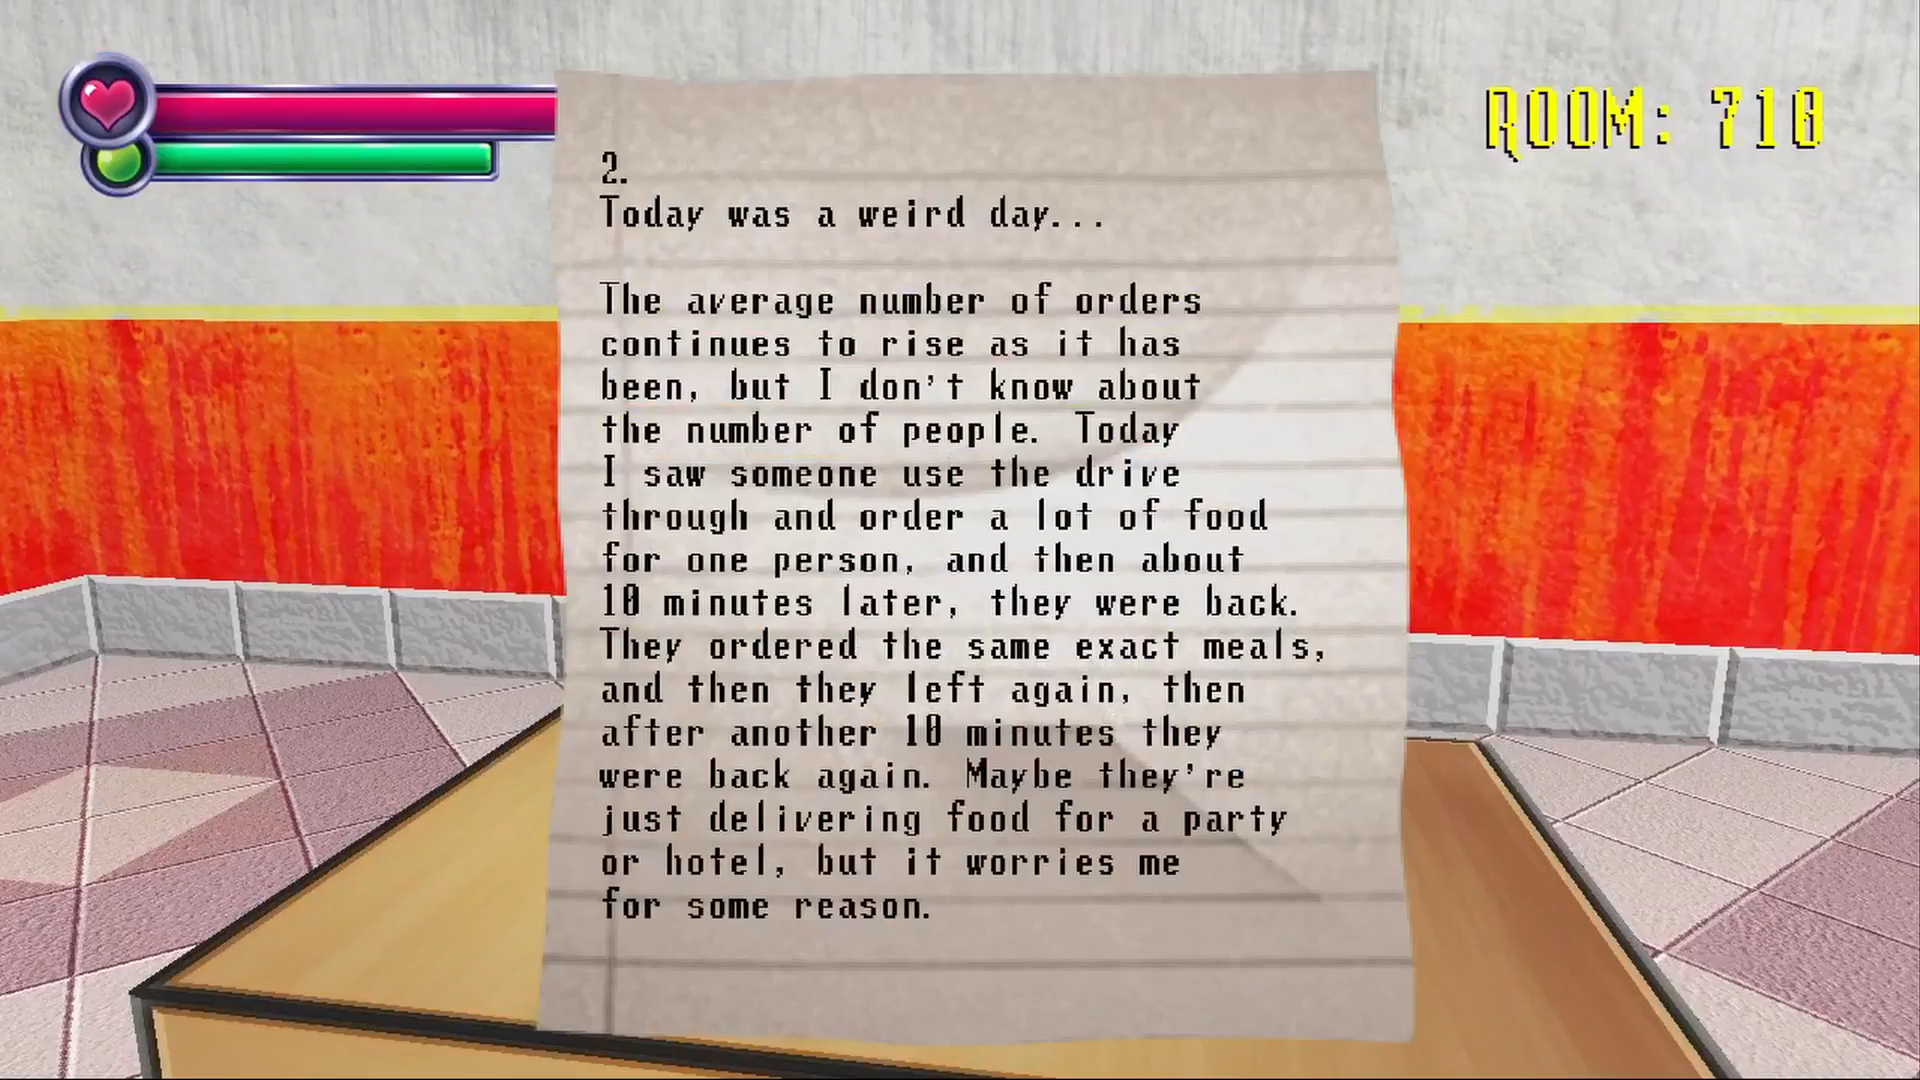 ROOM: 710
2.
Today was a weird day...
The average number of orders
continues to rise as it has
been, but I don't know about
the number of people. Today
I saw someone use the drive
through and order a lot of food
for one person, and then about
10 minutes later, they were back.
They ordered the same exact meals,
and then they left again, then
after another 10 minutes they
were back again. Maybe they're
just delivering food for a party
or hotel, but it worries me
for some reason.